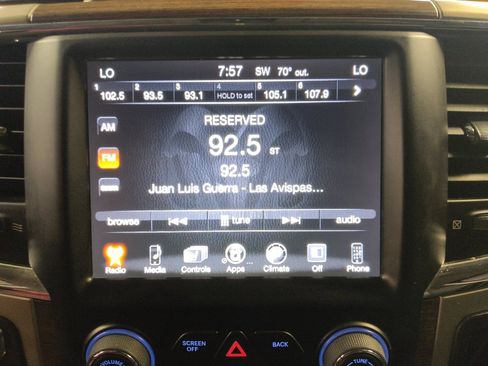 LO 7:57 SW 70° out. LO
1 2 3 4 5 6
102.5 93.5 93.1 HOLD to set 105.1 107.9
RESERVED
AM
92.5 ST
FM
92.5
Juan Luis Guerra - Las Avispas...
browse tune audio
Radio Media Controls Apps ... Climate Off Phone
SCREEN OFF BACK
VOLUME TUNE